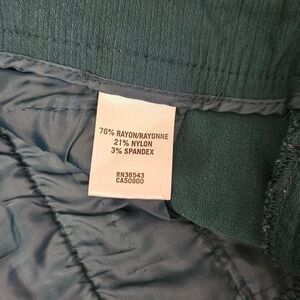 76% RAYON/RAYONNE
21% NYLON
3% SPANDEX
RN36543
CA50900